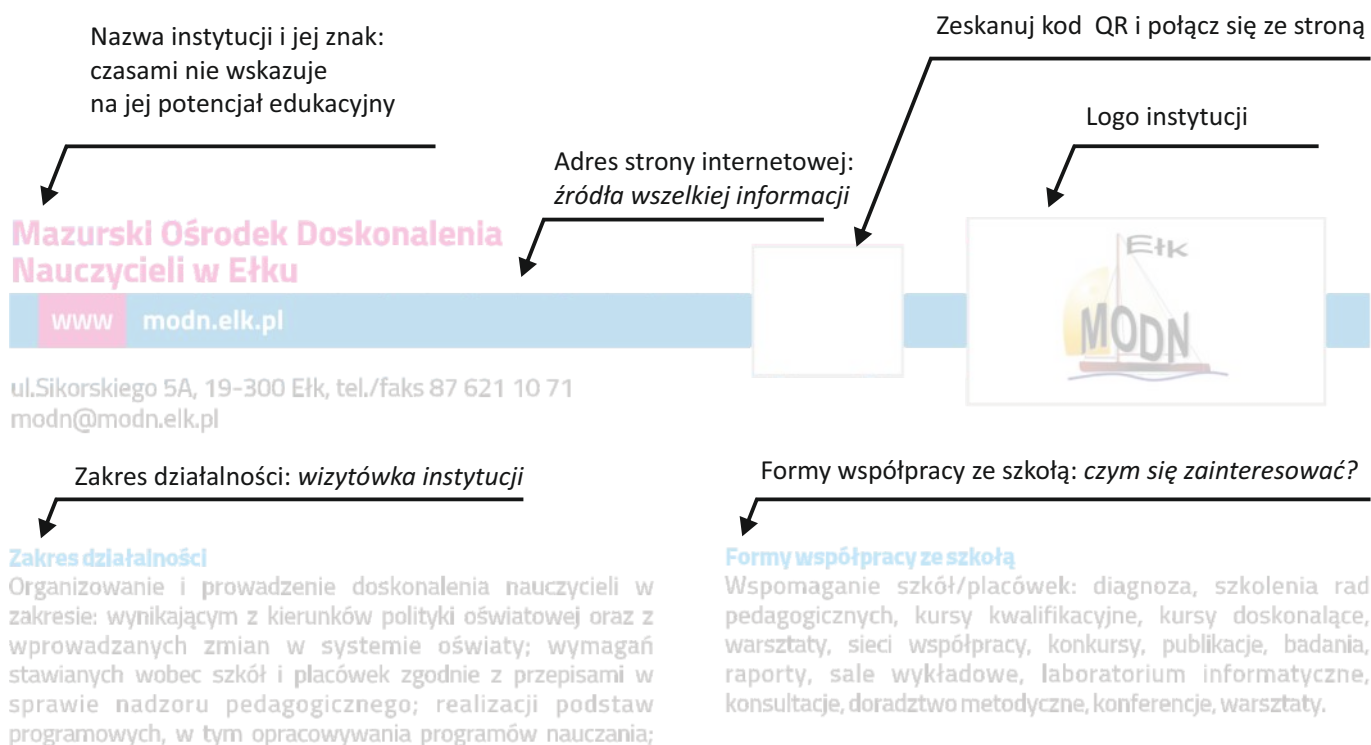 Nazwa instytucji i jej znak:
czasami nie wskazuje
na jej potencjał edukacyjny
Zeskanuj kod QR i połącz się ze stroną
Logo instytucji
Adres strony internetowej:
źródła wszelkiej informacji
Mazurski Ośrodek Doskonalenia
Nauczycieli w Ełku
www modn.elk.pl
Ełk
MODN
ul.Sikorskiego 5A, 19-300 Ełk, tel./faks 87 621 10 71
modn@modn.elk.pl
Zakres działalności: wizytówka instytucji
Zakres działalności
Organizowanie i prowadzenie doskonalenia nauczycieli w
zakresie: wynikającym z kierunków polityki oświatowej oraz z
wprowadzanych zmian w systemie oświaty; wymagań
stawianych wobec szkół i placówek zgodnie z przepisami w
sprawie nadzoru pedagogicznego; realizacji podstaw
programowych, w tym opracowywania programów nauczania;
Formy współpracy ze szkołą: czym się zainteresować?
Formy współpracy ze szkołą
Wspomaganie szkół/placówek: diagnoza, szkolenia rad
pedagogicznych, kursy kwalifikacyjne, kursy doskonalące,
warsztaty, sieci współpracy, konkursy, publikacje, badania,
raporty, sale wykładowe, laboratorium informatyczne,
konsultacje, doradztwo metodyczne, konferencje, warsztaty.